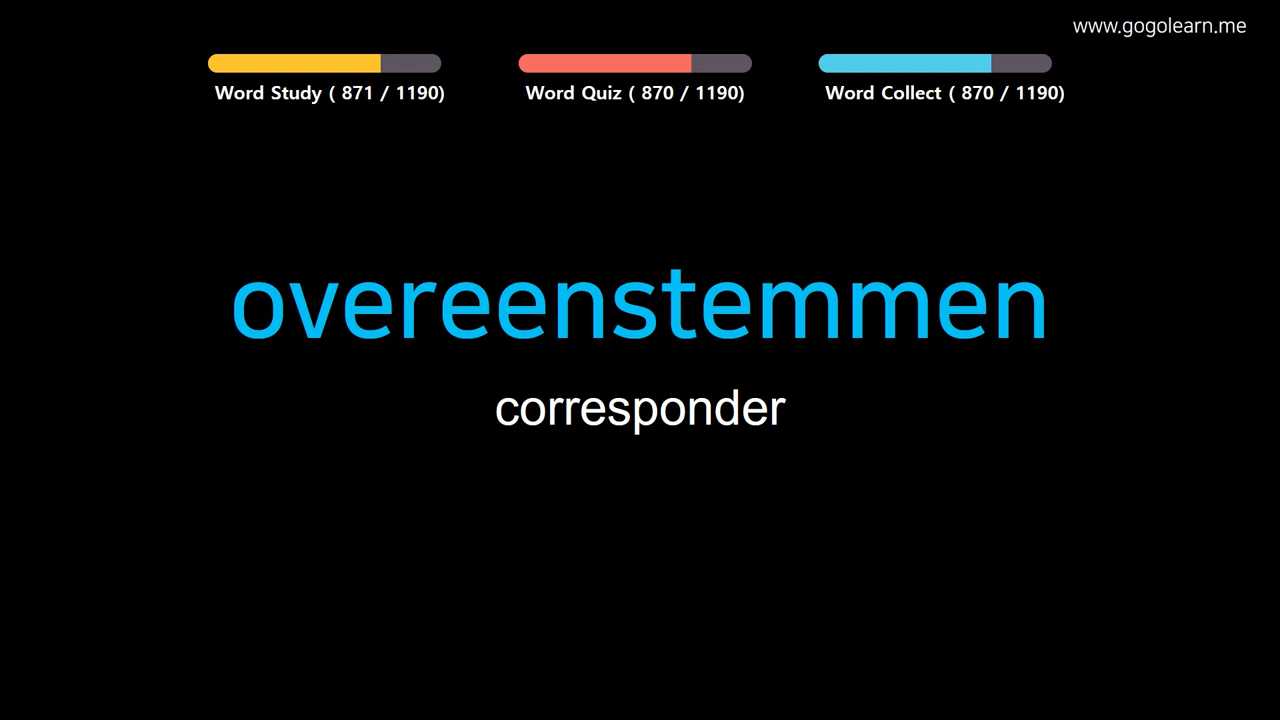 www.gogolearn.me
Word Study ( 871 / 1190)
Word Quiz ( 870 / 1190)
Word Collect ( 870 / 1190)
overeenstemmen
corresponder